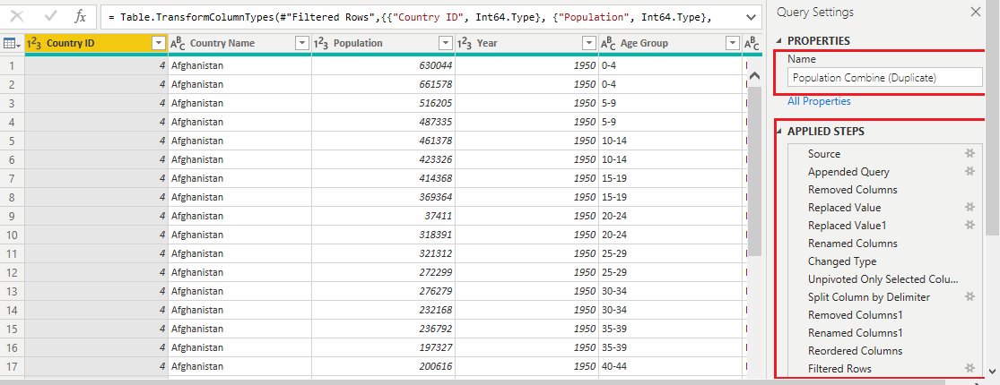 = Table.TransformColumnTypes(#"Filtered Rows",{{"Country ID", Int64.Type}, {"Population", Int64.Type},
Query Settings
1²3 Country ID ABC Country Name 1²3 Population 1²3 Year ABC Age Group ABC
1 4 Afghanistan 630044 1950 0-4
2 4 Afghanistan 661578 1950 0-4
3 4 Afghanistan 516205 1950 5-9
4 4 Afghanistan 487335 1950 5-9
5 4 Afghanistan 461378 1950 10-14
6 4 Afghanistan 423326 1950 10-14
7 4 Afghanistan 414368 1950 15-19
8 4 Afghanistan 369364 1950 15-19
9 4 Afghanistan 37411 1950 20-24
10 4 Afghanistan 318391 1950 20-24
11 4 Afghanistan 321312 1950 25-29
12 4 Afghanistan 272299 1950 25-29
13 4 Afghanistan 276279 1950 30-34
14 4 Afghanistan 232168 1950 30-34
15 4 Afghanistan 236792 1950 35-39
16 4 Afghanistan 197327 1950 35-39
17 4 Afghanistan 200616 1950 40-44
PROPERTIES
Name
Population Combine (Duplicate)
All Properties
APPLIED STEPS
Source
Appended Query
Removed Columns
Replaced Value
Replaced Value1
Renamed Columns
Changed Type
Unpivoted Only Selected Colu...
Split Column by Delimiter
Removed Columns1
Renamed Columns1
Reordered Columns
Filtered Rows